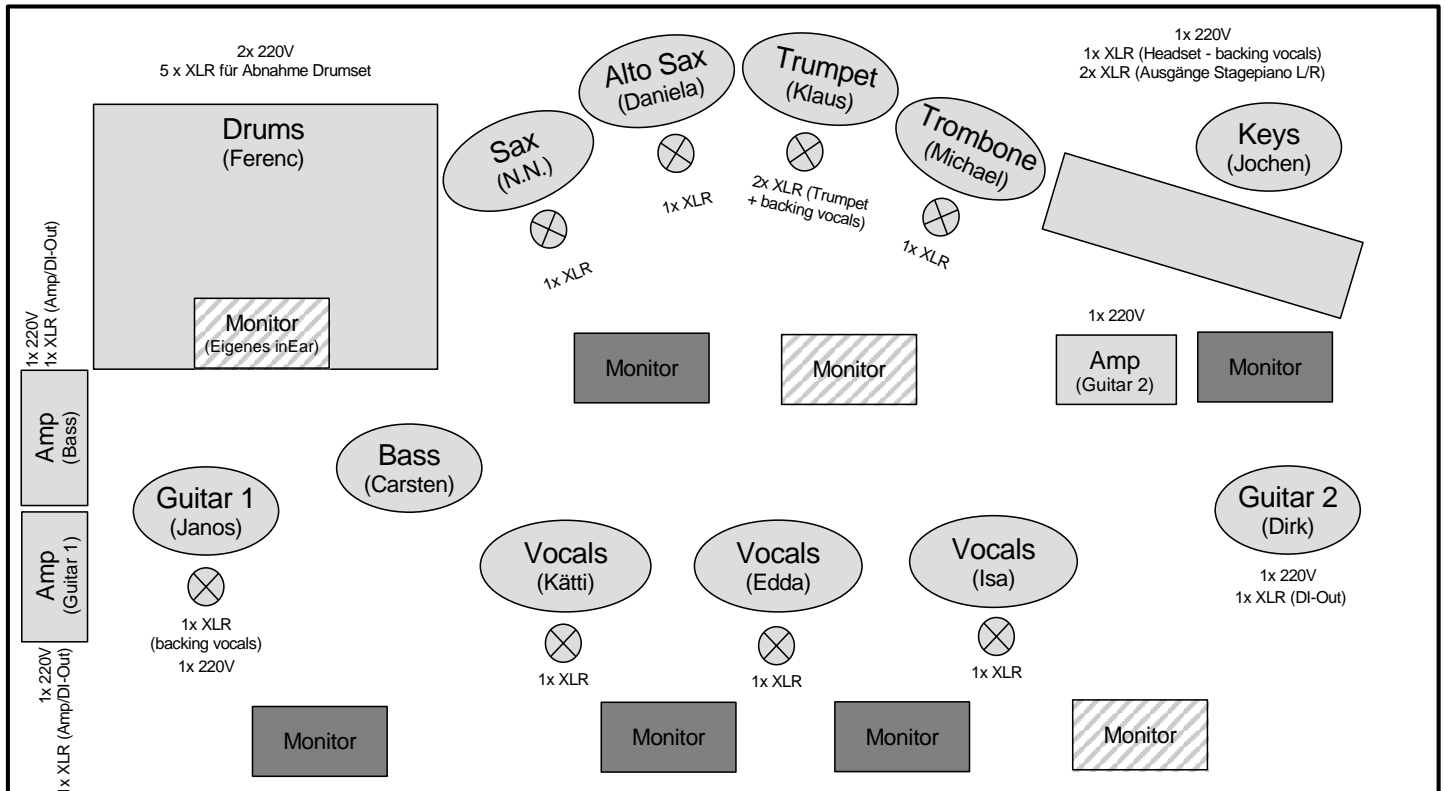 2x 220V
5 x XLR für Abnahme Drumset
Drums
(Ferenc)
Monitor
(Eigenes inEar)
Sax
(N.N.)
1x XLR
Alto Sax
(Daniela)
1x XLR
Trumpet
(Klaus)
2x XLR (Trumpet
+ backing vocals)
Trombone
(Michael)
1x XLR
1x 220V
1x XLR (Headset - backing vocals)
2x XLR (Ausgänge Stagepiano L/R)
Keys
(Jochen)
Monitor
Monitor
1x 220V
Amp
(Guitar 2)
Monitor
1x 220V
1x XLR (Amp/DI-Out)
Amp
(Bass)
Amp
(Guitar 1)
1x 220V
1x XLR (Amp/DI-Out)
Guitar 1
(Janos)
1x XLR
(backing vocals)
1x 220V
Bass
(Carsten)
Vocals
(Kätti)
1x XLR
Vocals
(Edda)
1x XLR
Vocals
(Isa)
1x XLR
Guitar 2
(Dirk)
1x 220V
1x XLR (DI-Out)
Monitor
Monitor
Monitor
Monitor